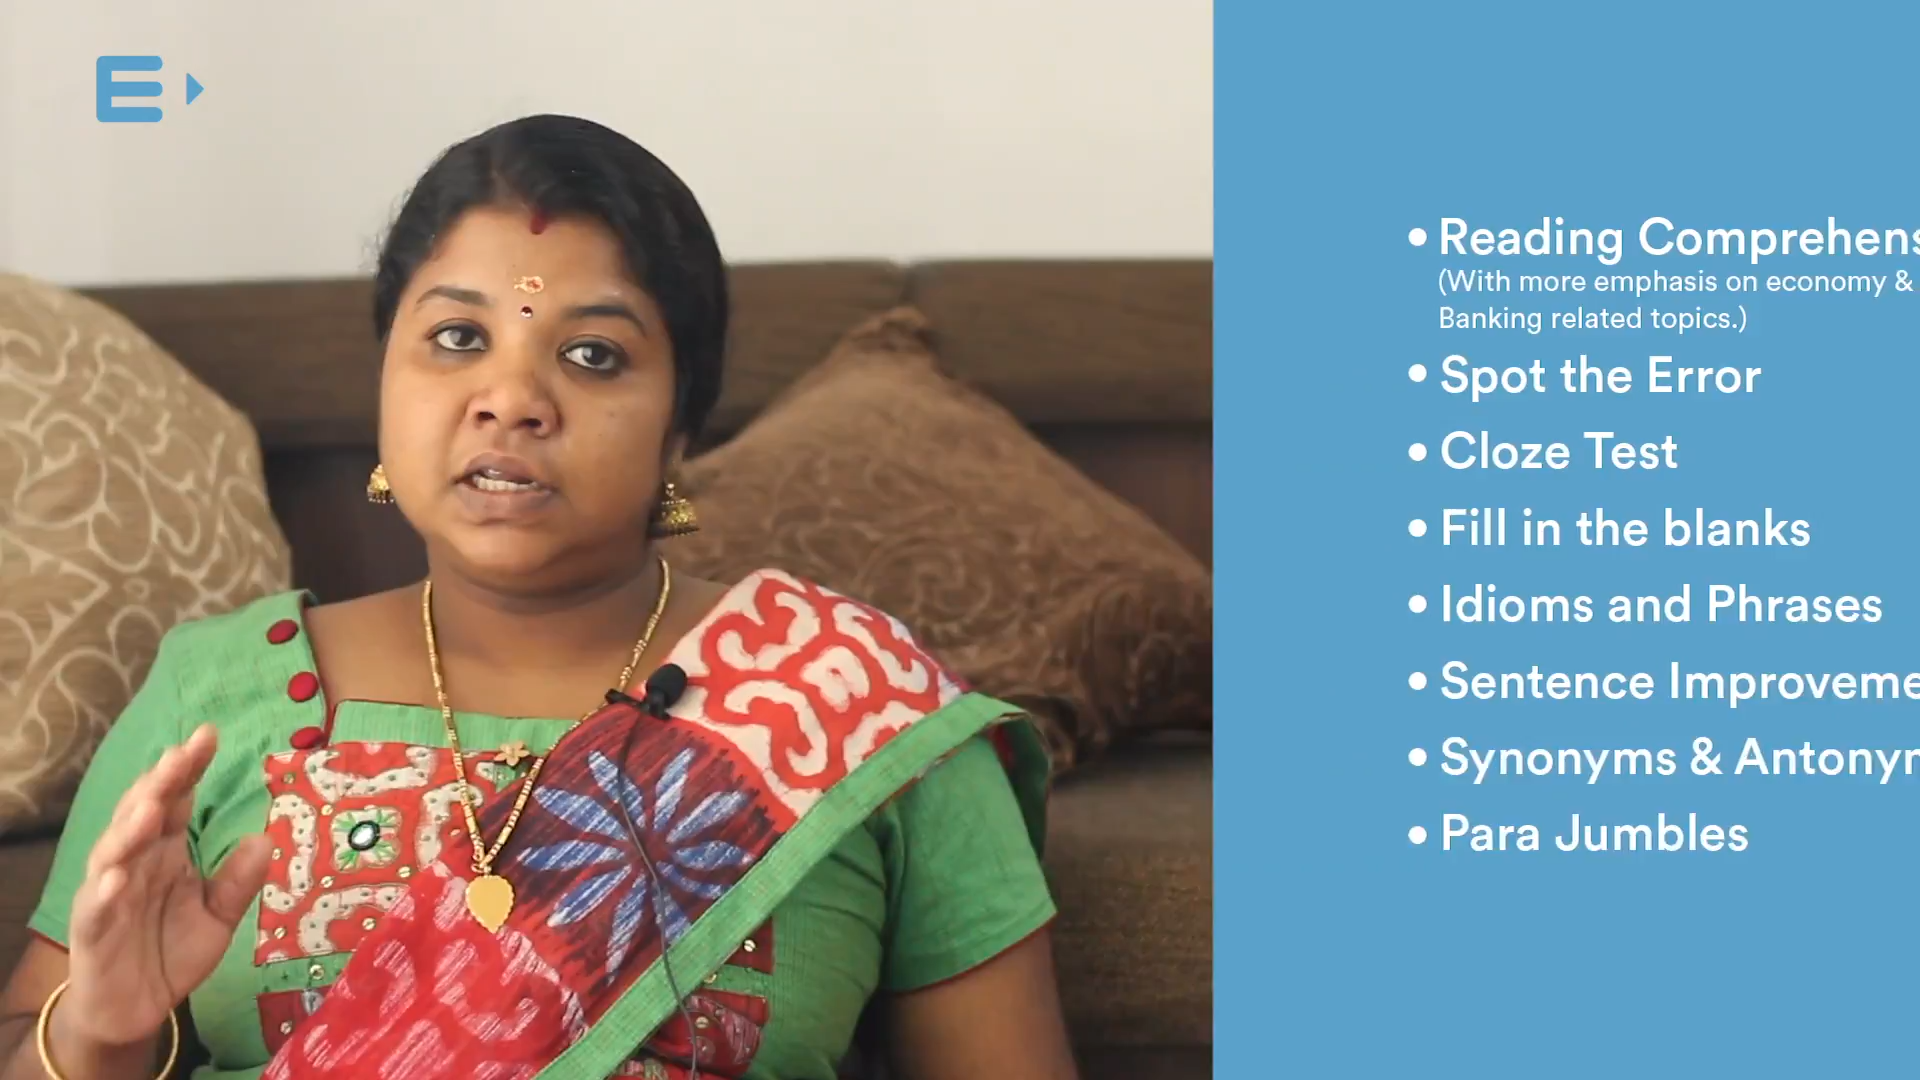 E
• Reading Comprehens
(With more emphasis on economy &
Banking related topics.)
• Spot the Error
• Cloze Test
• Fill in the blanks
• Idioms and Phrases
• Sentence Improveme
• Synonyms & Antonyn
• Para Jumbles